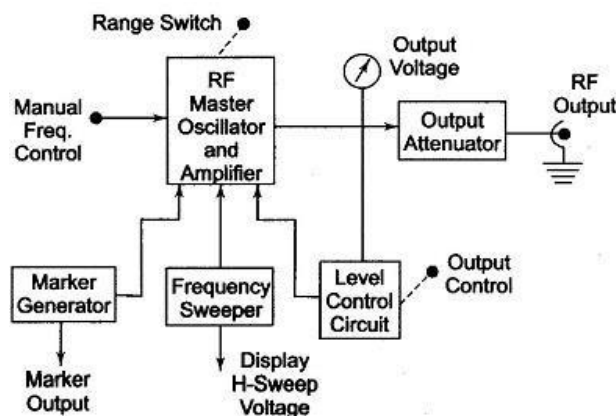 Range Switch
Output
Voltage
RF
Output
RF
Master
Oscillator
and
Amplifier
Manual
Freq.
Control
Output
Attenuator
Marker
Generator
Frequency
Sweeper
Level
Control
Circuit
Output
Control
Marker
Output
Display
H-Sweep
Voltage